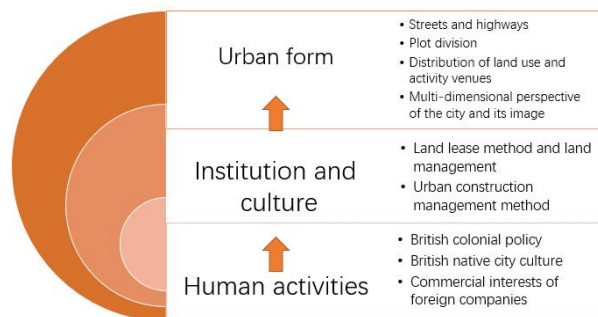 Urban form
• Streets and highways
• Plot division
• Distribution of land use and
activity venues
• Multi-dimensional perspective
of the city and its image
Institution and
culture
• Land lease method and land
management
• Urban construction
management method
Human activities
• British colonial policy
• British native city culture
• Commercial interests of
foreign companies